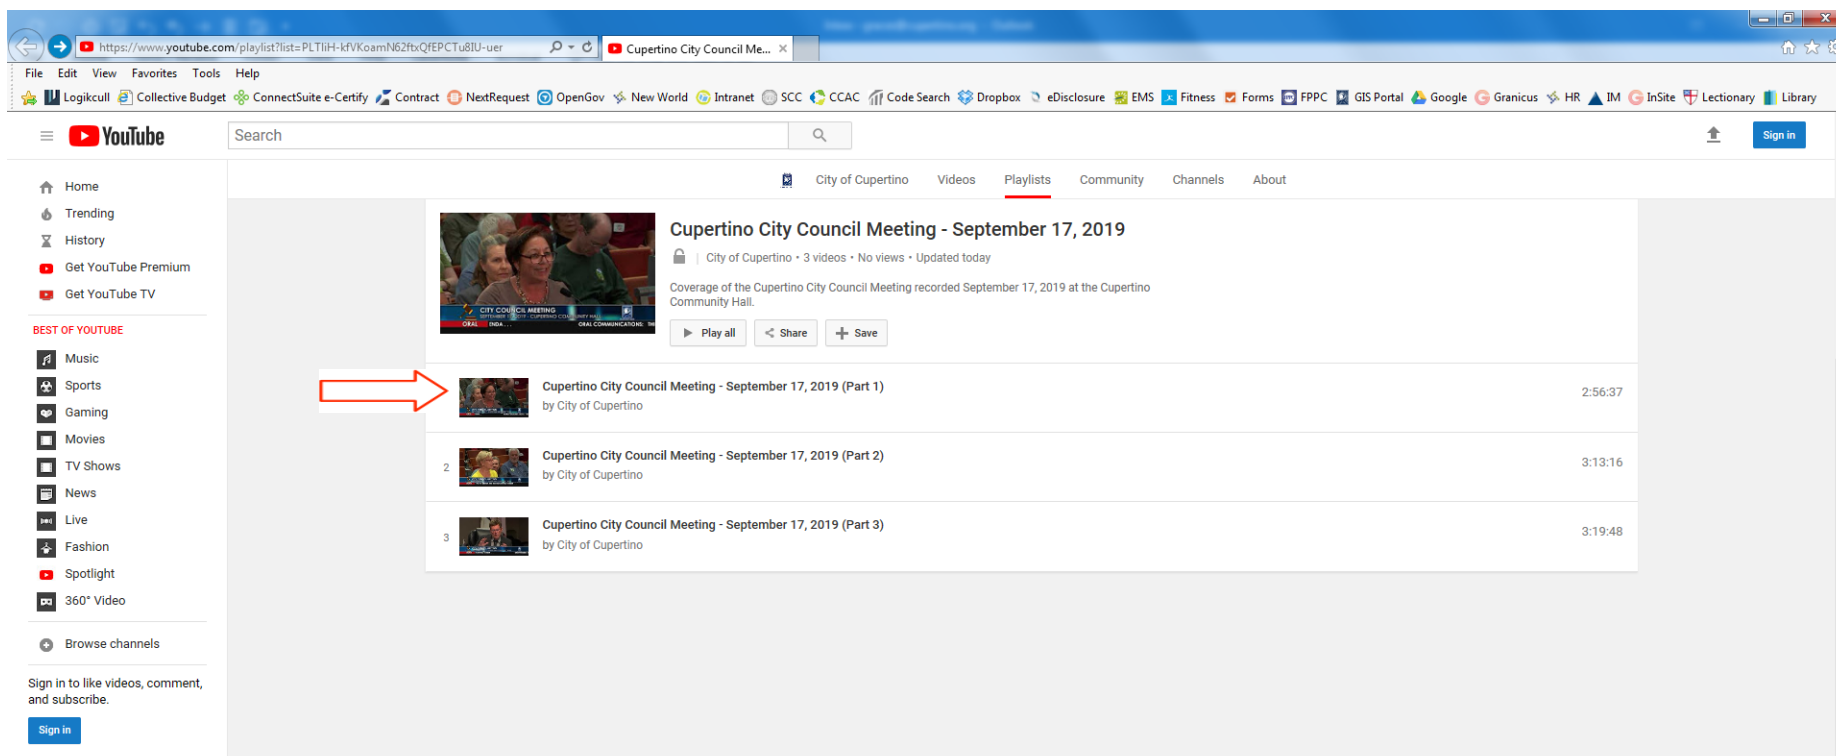 https://www.youtube.com/playlist?list=PLTIiH-kfVKoamN62ftxQfEPCTu8IU-uer
Cupertino City Council Me...
File Edit View Favorites Tools Help
Logikcull Collective Budget ConnectSuite e-Certify Contract NextRequest OpenGov New World Intranet SCC CCAC Code Search Dropbox eDisclosure EMS Fitness Forms FPPC GIS Portal Google Granicus HR IM InSite Lectionary Library
YouTube
Search
Sign in
City of Cupertino Videos Playlists Community Channels About
Home
Trending
History
Get YouTube Premium
Get YouTube TV
BEST OF YOUTUBE
Music
Sports
Gaming
Movies
TV Shows
News
Live
Fashion
Spotlight
360° Video
Browse channels
Sign in to like videos, comment,
and subscribe.
Sign in
CITY COUNCIL MEETING
ORAL
ORAL COMMUNICATIONS:
Cupertino City Council Meeting - September 17, 2019
City of Cupertino • 3 videos • No views • Updated today
Coverage of the Cupertino City Council Meeting recorded September 17, 2019 at the Cupertino
Community Hall.
Play all Share Save
Cupertino City Council Meeting - September 17, 2019 (Part 1)
by City of Cupertino
2:56:37
2
Cupertino City Council Meeting - September 17, 2019 (Part 2)
by City of Cupertino
3:13:16
3
Cupertino City Council Meeting - September 17, 2019 (Part 3)
by City of Cupertino
3:19:48